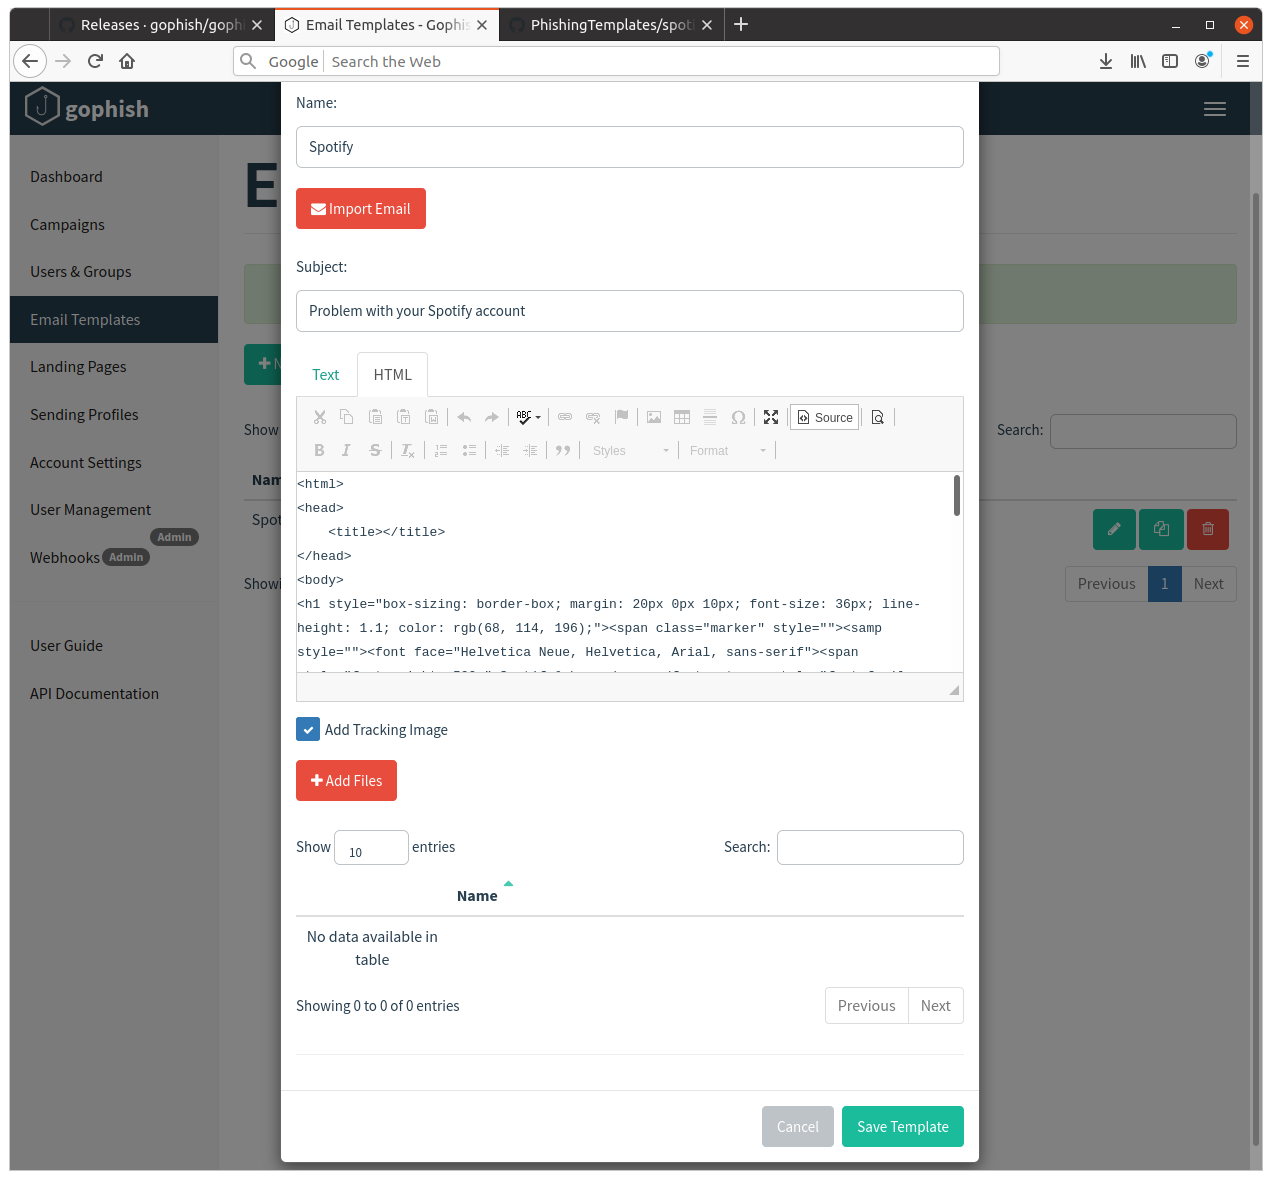 Releases · gophish/goph
Email Templates - Gophis
PhishingTemplates/spot
Google
Search the Web
gophish
Name:
Spotify
Import Email
Subject:
Problem with your Spotify account
Text
HTML
ABC
Source
Styles
Format
<html>
<head>
<title></title>
</head>
<body>
<h1 style="box-sizing: border-box; margin: 20px 0px 10px; font-size: 36px; line-
height: 1.1; color: rgb(68, 114, 196);"><span class="marker" style=""><samp
style=""><font face="Helvetica Neue, Helvetica, Arial, sans-serif"><span
Add Tracking Image
Add Files
Show 10 entries
Search:
Name
No data available in
table
Showing 0 to 0 of 0 entries
Previous
Next
Cancel
Save Template
Dashboard
Campaigns
Users & Groups
Email Templates
Landing Pages
Sending Profiles
Account Settings
User Management
Admin
Webhooks Admin
User Guide
API Documentation
E
N
Show
Search:
Nam
Spot
Showi
Previous
1
Next